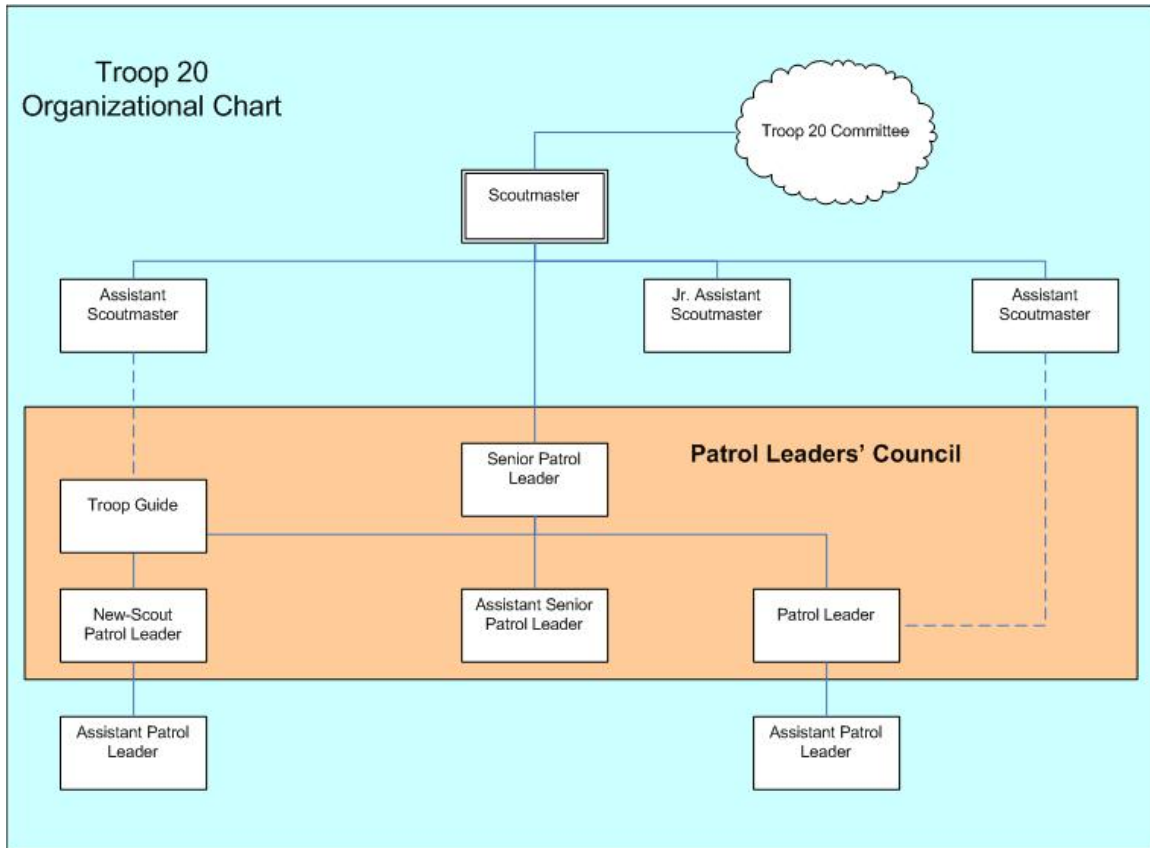 Troop 20
Organizational Chart
Troop 20 Committee
Scoutmaster
Assistant
Scoutmaster
Jr. Assistant
Scoutmaster
Assistant
Scoutmaster
Patrol Leaders' Council
Senior Patrol
Leader
Troop Guide
New-Scout
Patrol Leader
Assistant Senior
Patrol Leader
Patrol Leader
Assistant Patrol
Leader
Assistant Patrol
Leader